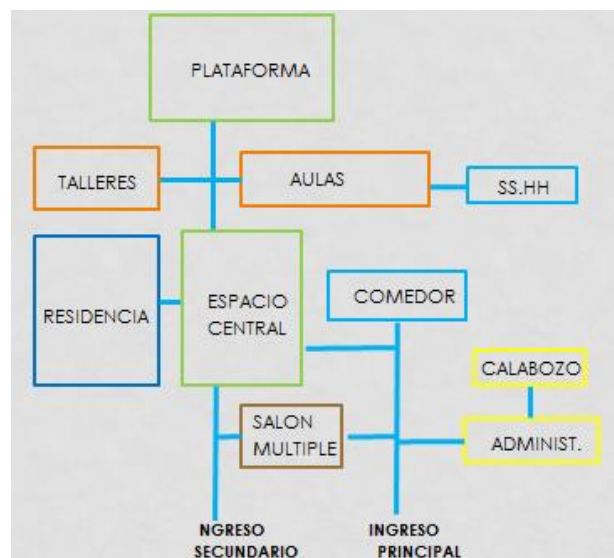 PLATAFORMA
TALLERES
AULAS
SS.HH
RESIDENCIA
ESPACIO
CENTRAL
COMEDOR
CALABOZO
SALON
MULTIPLE
ADMINIST.
NGRESO
SECUNDARIO
INGRESO
PRINCIPAL